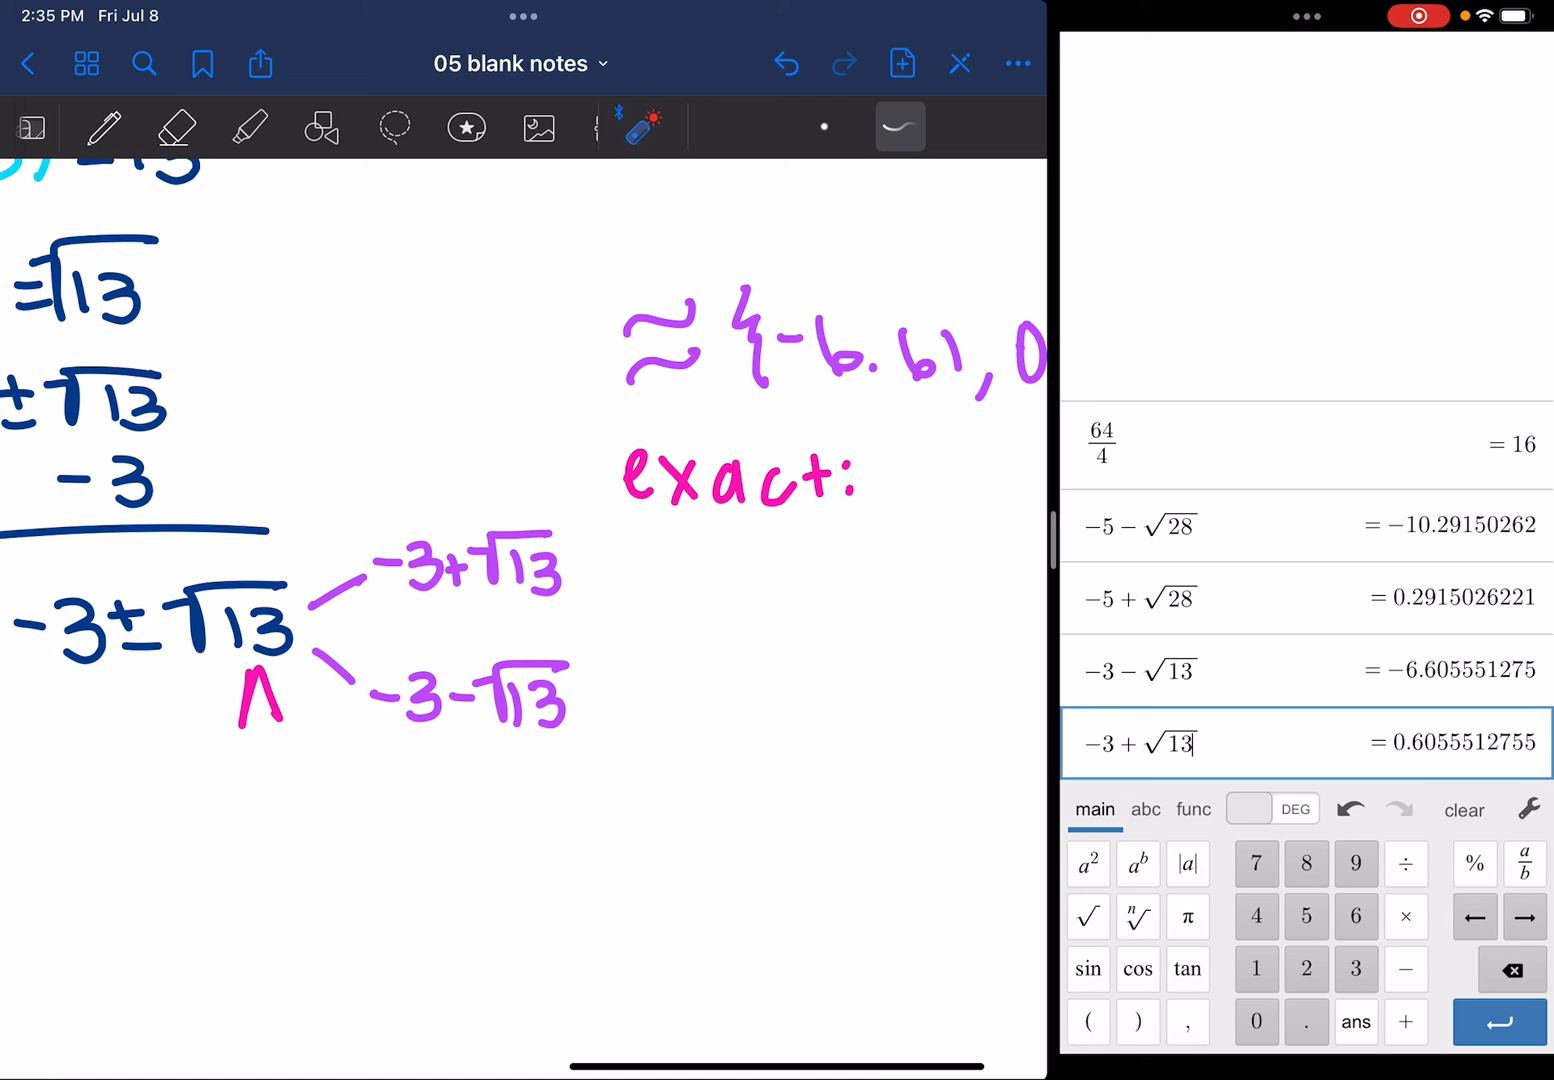 2:35 PM Fri Jul 8
05 blank notes
= 13
= √13
± √13
- 3
-3 ± √13
-3+√13
-3-√13
≈ {-6.61, 0
exact:
64/4 = 16
−5 − √28 = −10.29150262
−5 + √28 = 0.2915026221
−3 − √13 = −6.605551275
−3 + √13 = 0.6055512755
main abc func DEG clear
a² aᵇ |a| 7 8 9 ÷ % a/b
√ ⁿ√ π 4 5 6 × ← →
sin cos tan 1 2 3 −
( ) , 0 . ans +